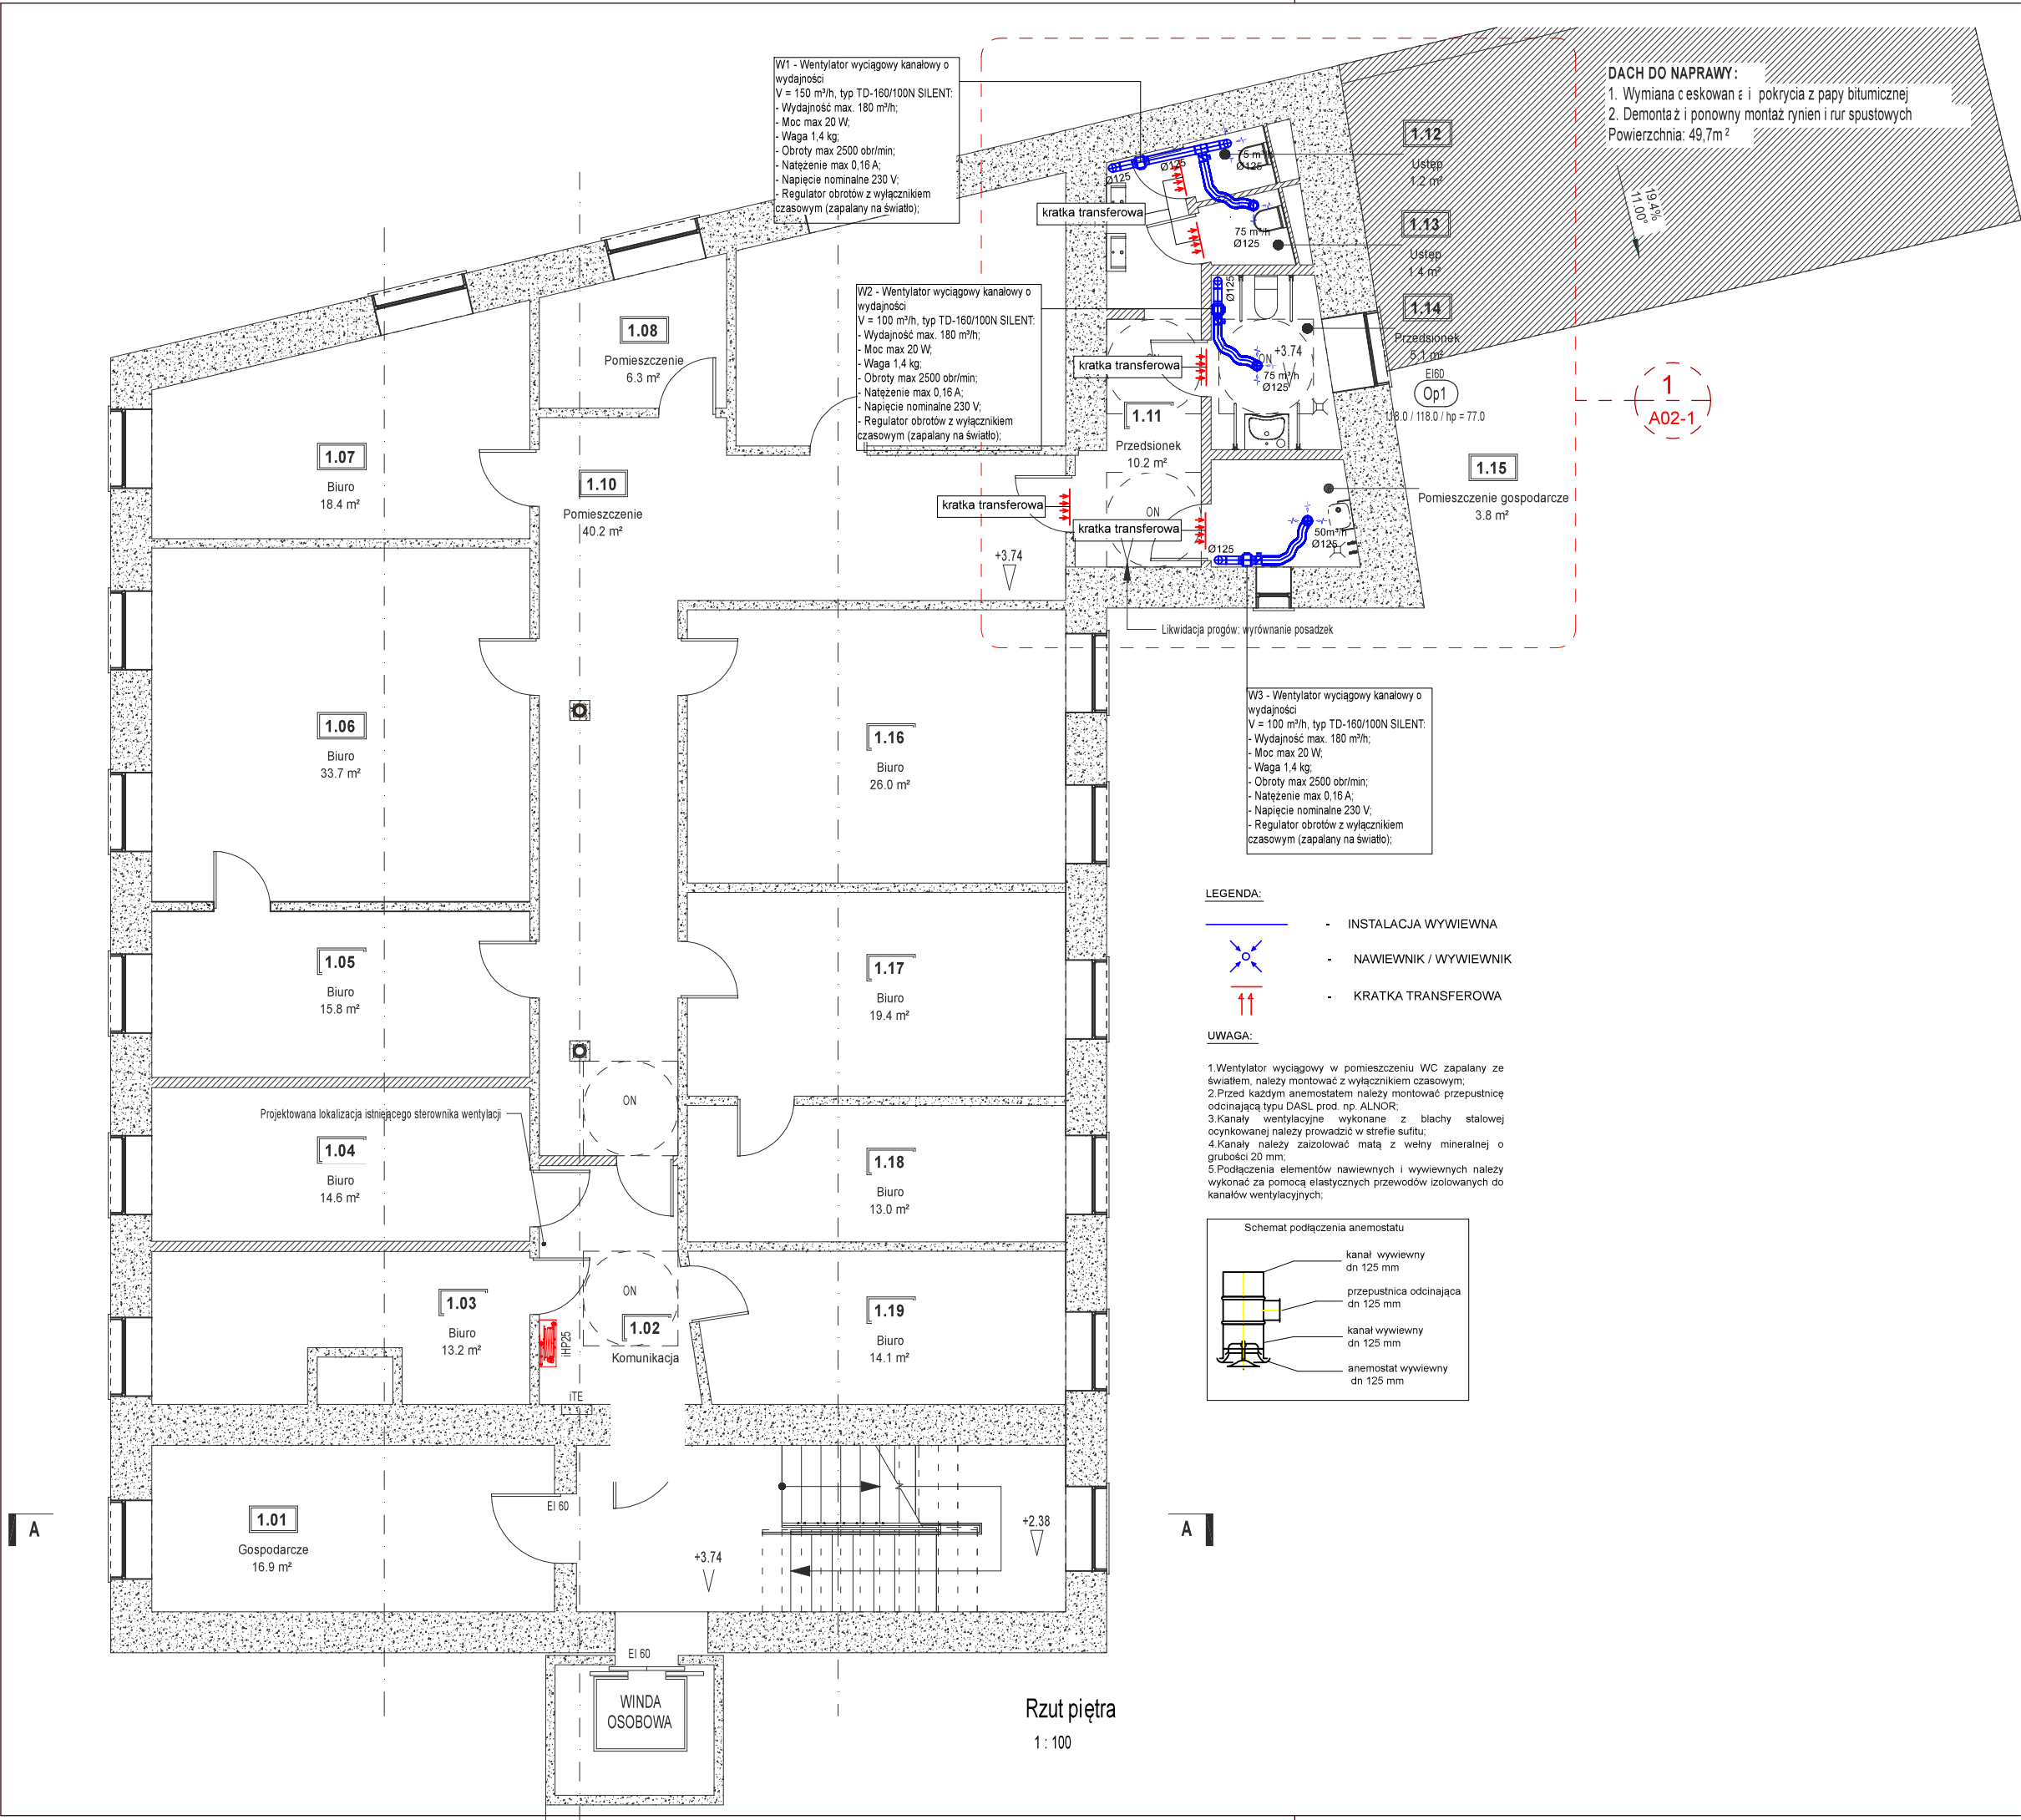 W1 - Wentylator wyciągowy kanałowy o
wydajności
V = 150 m³/h, typ TD-160/100N SILENT:
- Wydajność max. 180 m³/h;
- Moc max 20 W;
- Waga 1,4 kg;
- Obroty max 2500 obr/min;
- Natężenie max 0,16 A;
- Napięcie nominalne 230 V;
- Regulator obrotów z wyłącznikiem
czasowym (zapalany na światło);
DACH DO NAPRAWY:
1. Wymiana deskowan a i pokrycia z papy bitumicznej
2. Demontaż i ponowny montaż rynien i rur spustowych
Powierzchnia: 49,7m²
19.4%
11.00°
1.12
Ustęp
1.2 m²
1.13
Ustęp
1.4 m²
1.14
Przedsionek
5.1 m²
EI60
Op1
118.0 / 118.0 / hp = 77.0
1
A02-1
1.15
Pomieszczenie gospodarcze
3.8 m²
Ø125
Ø125
75 m³/h
Ø125
75 m³/h
Ø125
kratka transferowa
W2 - Wentylator wyciągowy kanałowy o
wydajności
V = 100 m³/h, typ TD-160/100N SILENT:
- Wydajność max. 180 m³/h;
- Moc max 20 W;
- Waga 1,4 kg;
- Obroty max 2500 obr/min;
- Natężenie max 0,16 A;
- Napięcie nominalne 230 V;
- Regulator obrotów z wyłącznikiem
czasowym (zapalany na światło);
Ø125
+3.74
ON
75 m³/h
Ø125
kratka transferowa
1.11
Przedsionek
10.2 m²
kratka transferowa
ON
kratka transferowa
Ø125
50m³/h
Ø125
+3.74
Likwidacja progów: wyrównanie posadzek
1.08
Pomieszczenie
6.3 m²
1.07
Biuro
18.4 m²
1.10
Pomieszczenie
40.2 m²
1.06
Biuro
33.7 m²
1.16
Biuro
26.0 m²
W3 - Wentylator wyciągowy kanałowy o
wydajności
V = 100 m³/h, typ TD-160/100N SILENT:
- Wydajność max. 180 m³/h;
- Moc max 20 W;
- Waga 1,4 kg;
- Obroty max 2500 obr/min;
- Natężenie max 0,16 A;
- Napięcie nominalne 230 V;
- Regulator obrotów z wyłącznikiem
czasowym (zapalany na światło);
1.05
Biuro
15.8 m²
1.17
Biuro
19.4 m²
LEGENDA:
- INSTALACJA WYWIEWNA
- NAWIEWNIK / WYWIEWNIK
- KRATKA TRANSFEROWA
UWAGA:
1.Wentylator wyciągowy w pomieszczeniu WC zapalany ze
światłem, należy montować z wyłącznikiem czasowym;
2.Przed każdym anemostatem należy montować przepustnicę
odcinającą typu DASL prod. np. ALNOR;
3.Kanały wentylacyjne wykonane z blachy stalowej
ocynkowanej należy prowadzić w strefie sufitu;
4.Kanały należy zaizolować matą z wełny mineralnej o
grubości 20 mm;
5.Podłączenia elementów nawiewnych i wywiewnych należy
wykonać za pomocą elastycznych przewodów izolowanych do
kanałów wentylacyjnych;
ON
Projektowana lokalizacja istniejącego sterownika wentylacji
1.04
Biuro
14.6 m²
1.18
Biuro
13.0 m²
Schemat podłączenia anemostatu
kanał wywiewny
dn 125 mm
przepustnica odcinająca
dn 125 mm
kanał wywiewny
dn 125 mm
anemostat wywiewny
dn 125 mm
1.03
Biuro
13.2 m²
ON
1.02
Komunikacja
iHP25
iTE
1.19
Biuro
14.1 m²
1.01
Gospodarcze
16.9 m²
EI 60
+3.74
+2.38
A
A
EI 60
WINDA
OSOBOWA
Rzut piętra
1 : 100